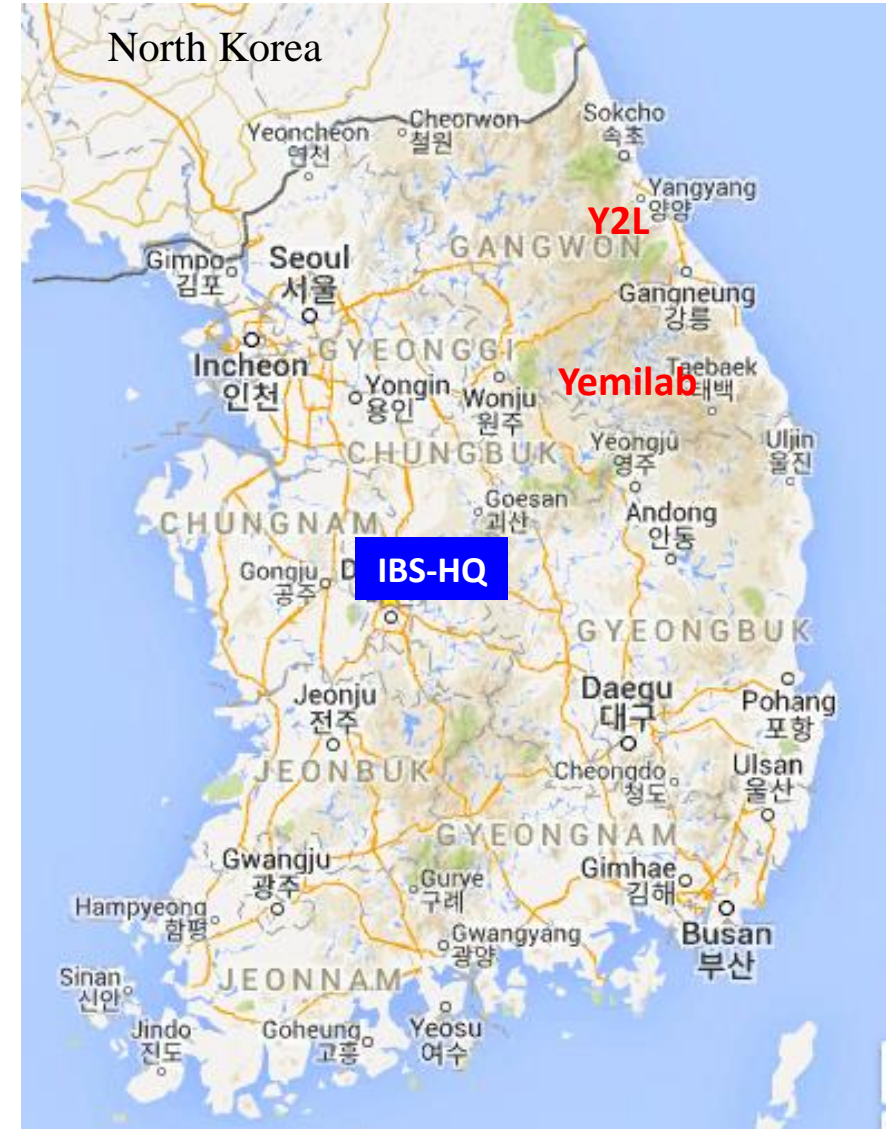 North Korea
Cheorwon
철원
Sokcho
속초
Yeoncheon
연천
Yangyang
양양
Y2L
GANGWON
Gimpo
김포
Seoul
서울
Gangneung
강릉
Incheon
인천
GYEONGGI
Yongin
용인
Wonju
원주
Yemilab
Taebaek
태백
CHUNGBUK
Yeongju
영주
Uljin
울진
Goesan
괴산
Andong
안동
CHUNGNAM
Gongju
공주
D
IBS-HQ
GYEONGBUK
Jeonju
전주
Daegu
대구
Pohang
포항
JEONBUK
Cheongdo
청도
Ulsan
울산
GYEONGNAM
Gwangju
광주
Gurye
구례
Gimhae
김해
Hampyeong
함평
Gwangyang
광양
Busan
부산
Sinan
신안
JEONNAM
Jindo
진도
Goheung
고흥
Yeosu
여수